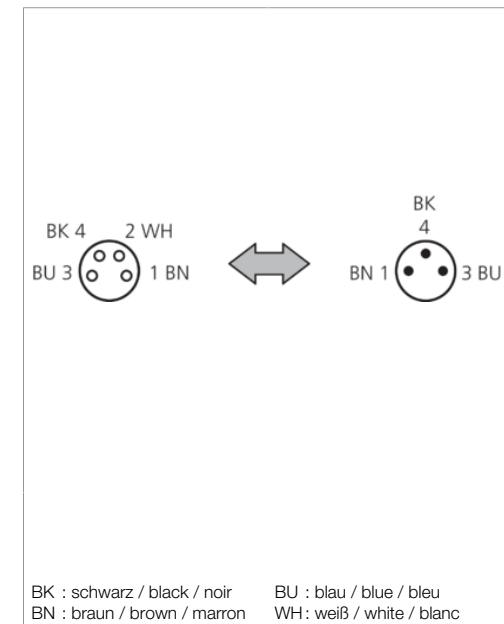 BK
BK 4 2 WH
4
BU 3 1 BN
BN 1 3 BU
BK : schwarz / black / noir BU : blau / blue / bleu
BN : braun / brown / marron WH : weiß / white / blanc